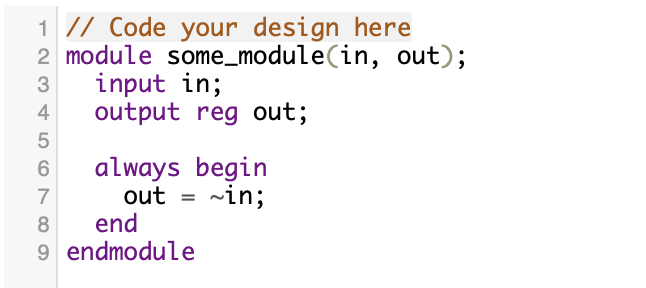 1 // Code your design here
2 module some_module(in, out);
3 input in;
4 output reg out;
5
6 always begin
7 out = ~in;
8 end
9 endmodule